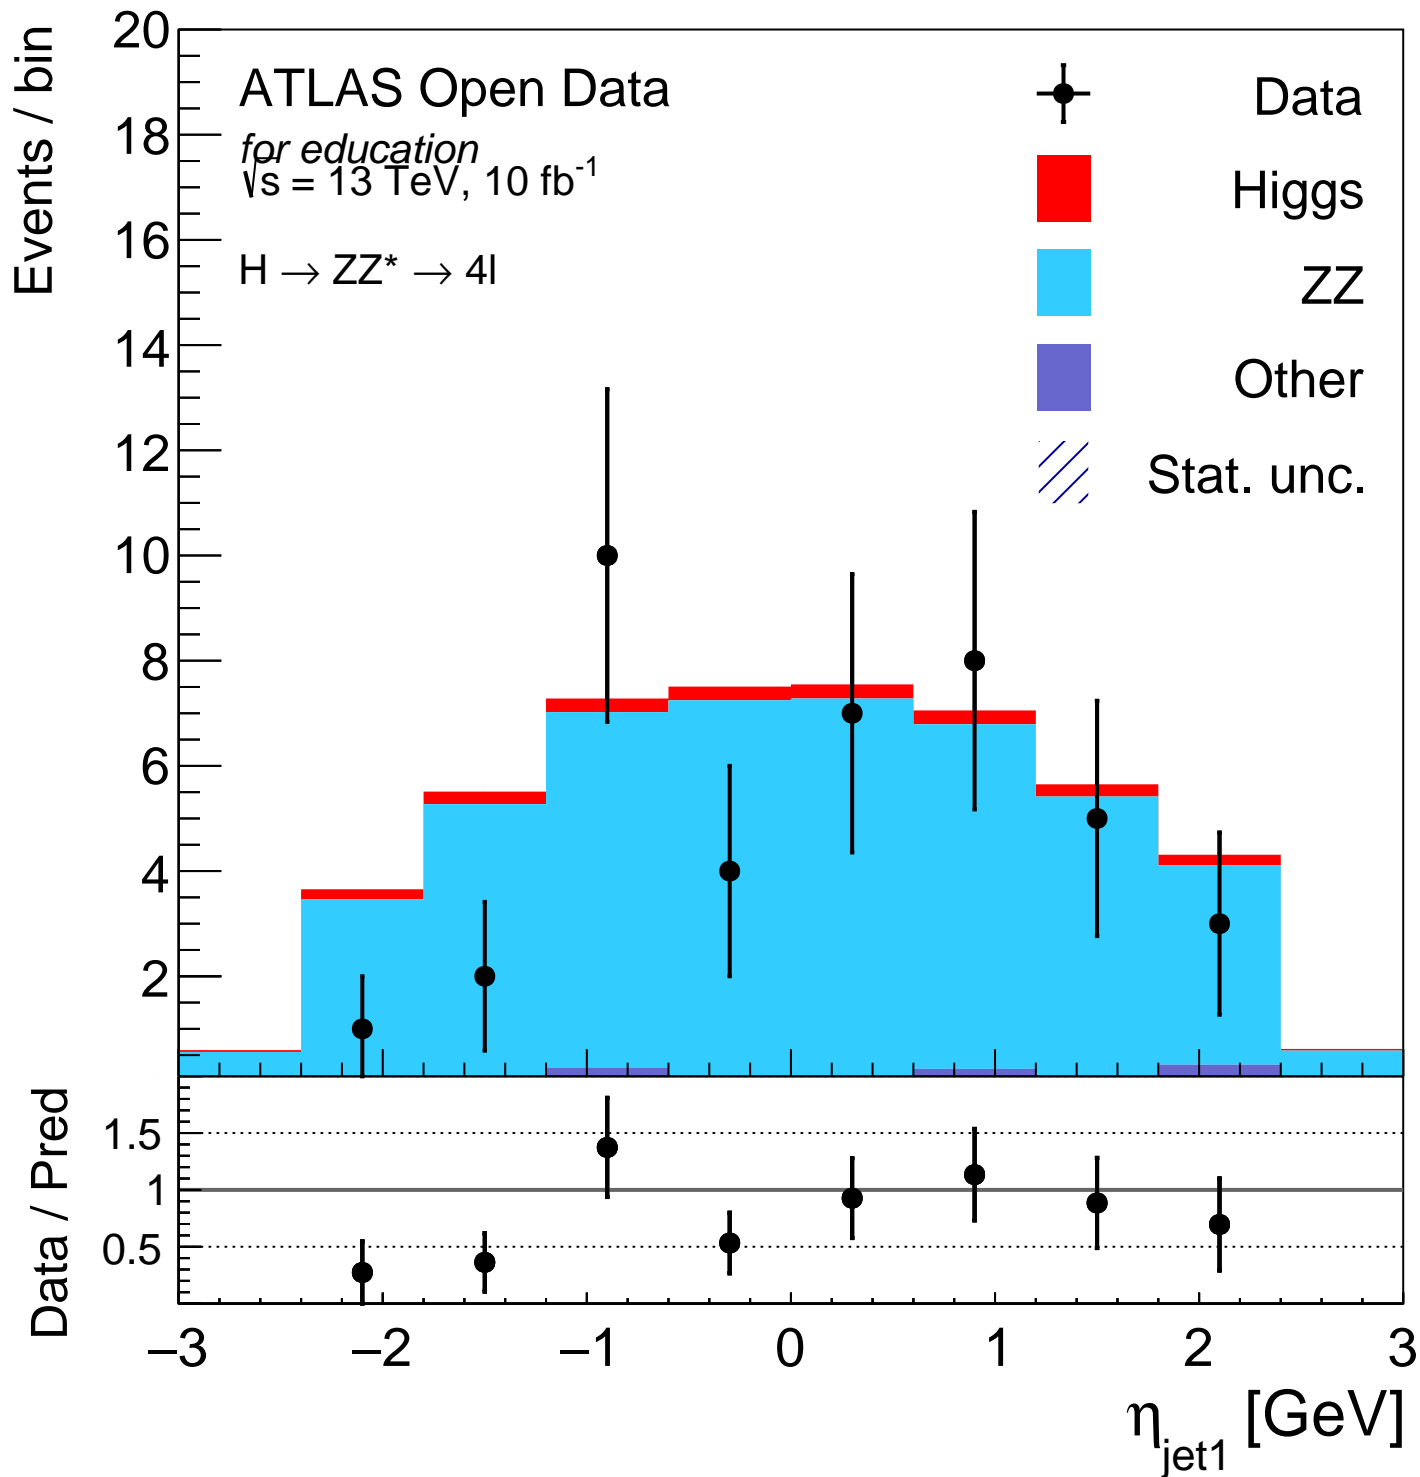 Events / bin
20
18
16
14
12
10
8
6
4
2
ATLAS Open Data
for education
√s = 13 TeV, 10 fb⁻¹
H → ZZ* → 4l
Data
Higgs
ZZ
Other
Stat. unc.
Data / Pred
1.5
1
0.5
−3 −2 −1 0 1 2 3
η_jet1 [GeV]